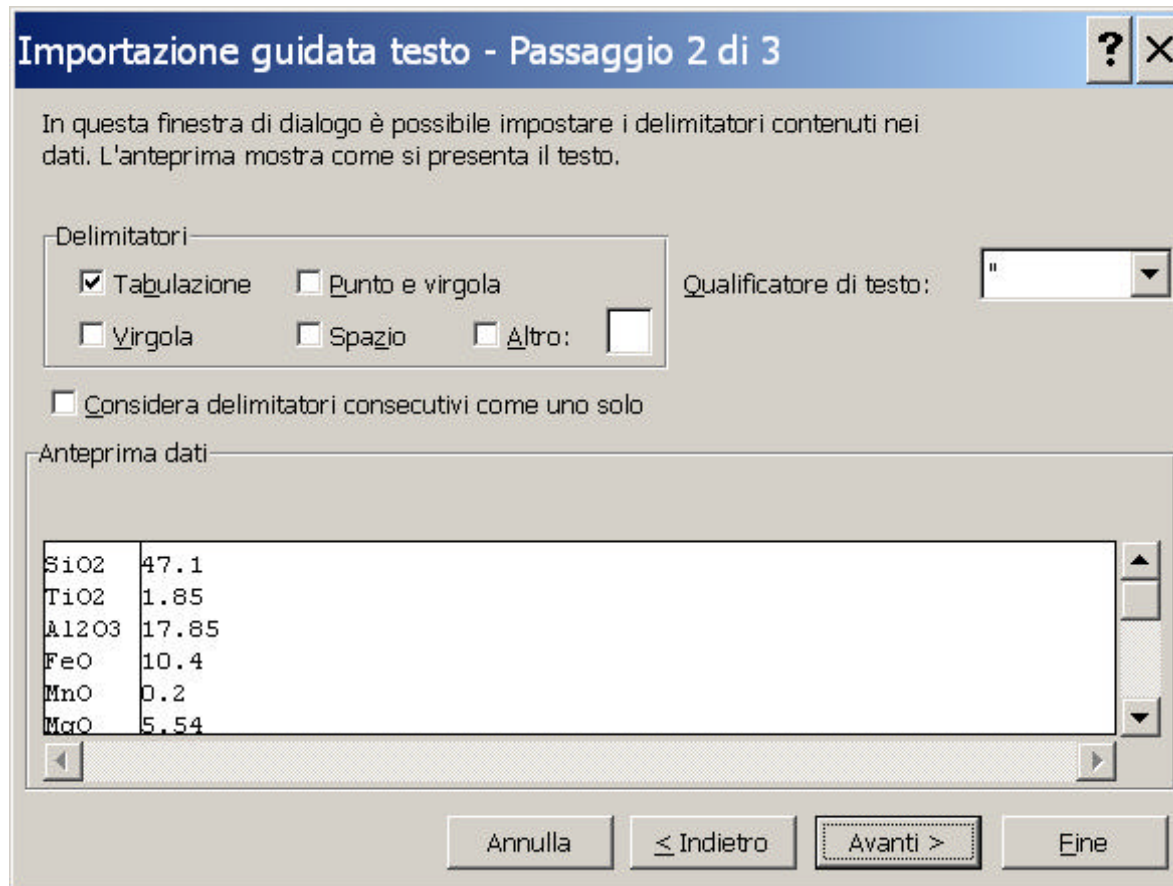 Importazione guidata testo - Passaggio 2 di 3
In questa finestra di dialogo è possibile impostare i delimitatori contenuti nei
dati. L'anteprima mostra come si presenta il testo.
Delimitatori
Tabulazione Punto e virgola Qualificatore di testo: "
Virgola Spazio Altro:
Considera delimitatori consecutivi come uno solo
Anteprima dati
SiO2 47.1
TiO2 1.85
Al2O3 17.85
FeO 10.4
MnO 0.2
MgO 5.54
Annulla < Indietro Avanti > Fine